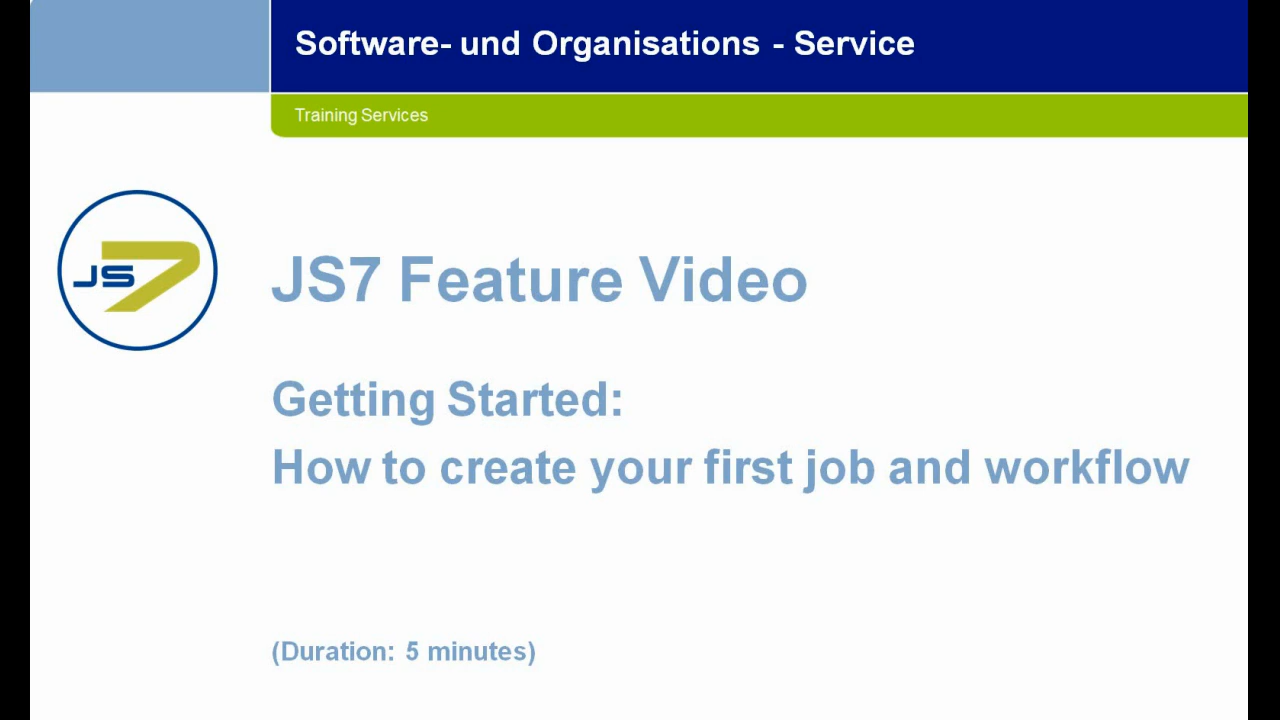 Software- und Organisations - Service
Training Services
JS7
JS7 Feature Video
Getting Started:
How to create your first job and workflow
(Duration: 5 minutes)